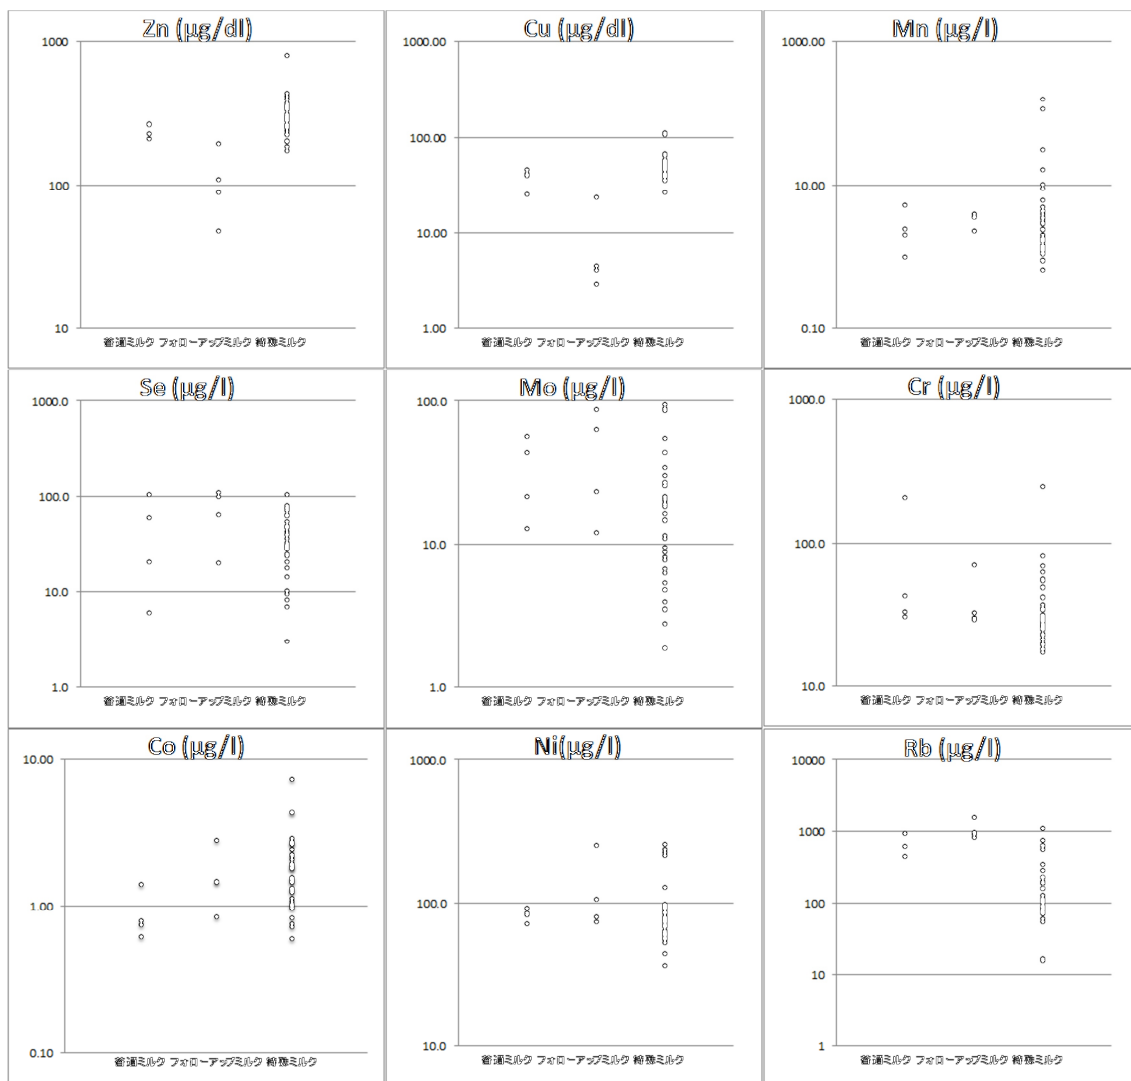 Zn (μg/dl)
1000
100
10
普通ミルク フォローアップミルク 特殊ミルク
Cu (μg/dl)
1000.00
100.00
10.00
1.00
普通ミルク フォローアップミルク 特殊ミルク
Mn (μg/l)
1000.00
10.00
0.10
普通ミルク フォローアップミルク 特殊ミルク
Se (μg/l)
1000.0
100.0
10.0
1.0
普通ミルク フォローアップミルク 特殊ミルク
Mo (μg/l)
100.0
10.0
1.0
普通ミルク フォローアップミルク 特殊ミルク
Cr (μg/l)
1000.0
100.0
10.0
普通ミルク フォローアップミルク 特殊ミルク
Co (μg/l)
10.00
1.00
0.10
普通ミルク フォローアップミルク 特殊ミルク
Ni(μg/l)
1000.0
100.0
10.0
普通ミルク フォローアップミルク 特殊ミルク
Rb (μg/l)
10000
1000
100
10
1
普通ミルク フォローアップミルク 特殊ミルク